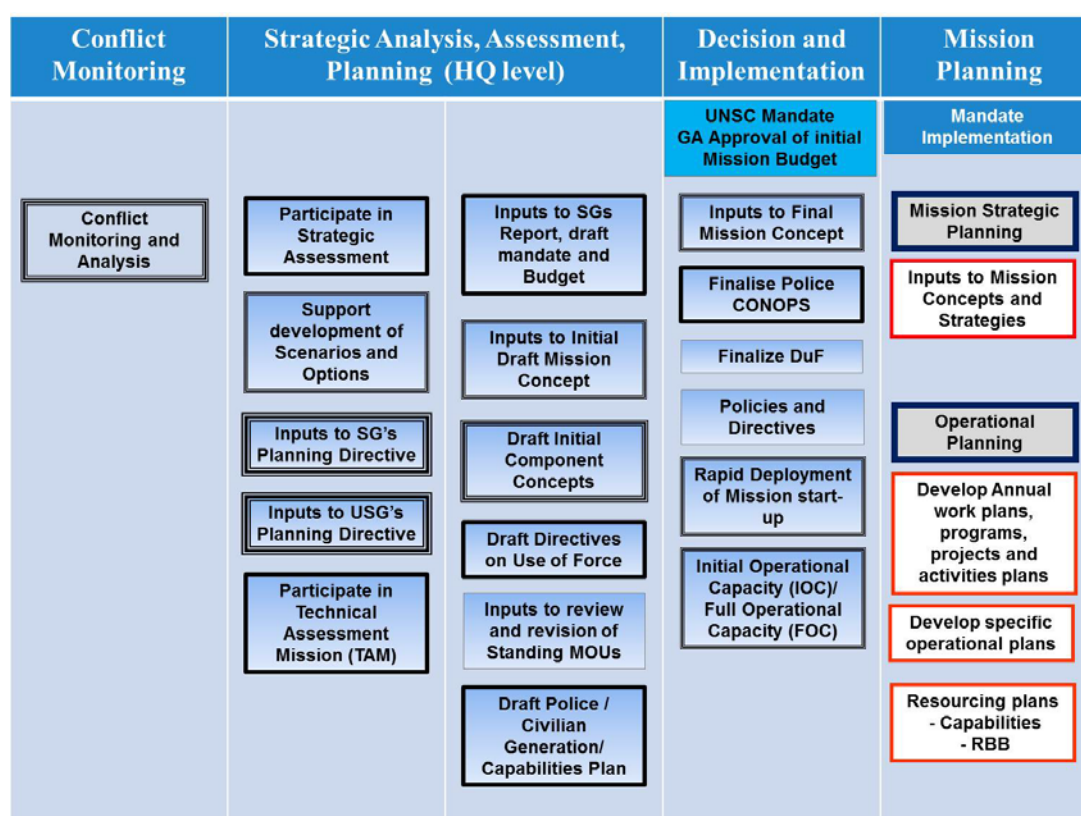 Conflict
Monitoring
Strategic Analysis, Assessment,
Planning (HQ level)
Decision and
Implementation
Mission
Planning
Conflict
Monitoring and
Analysis
Participate in
Strategic
Assessment
Support
development of
Scenarios and
Options
Inputs to SG's
Planning Directive
Inputs to USG's
Planning Directive
Participate in
Technical
Assessment
Mission (TAM)
Inputs to SGs
Report, draft
mandate and
Budget
Inputs to Initial
Draft Mission
Concept
Draft Initial
Component
Concepts
Draft Directives
on Use of Force
Inputs to review
and revision of
Standing MOUs
Draft Police /
Civilian
Generation/
Capabilities Plan
UNSC Mandate
GA Approval of initial
Mission Budget
Inputs to Final
Mission Concept
Finalise Police
CONOPS
Finalize DuF
Policies and
Directives
Rapid Deployment
of Mission start-
up
Initial Operational
Capacity (IOC)/
Full Operational
Capacity (FOC)
Mandate
Implementation
Mission Strategic
Planning
Inputs to Mission
Concepts and
Strategies
Operational
Planning
Develop Annual
work plans,
programs,
projects and
activities plans
Develop specific
operational plans
Resourcing plans
- Capabilities
- RBB